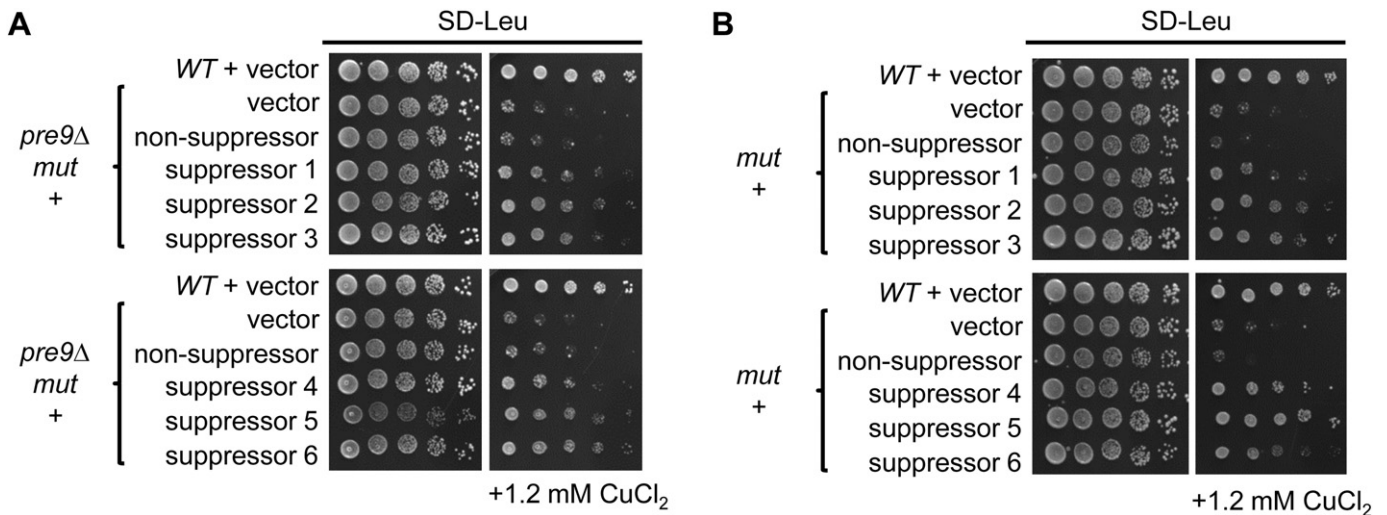 A
SD-Leu
WT + vector
vector
non-suppressor
suppressor 1
suppressor 2
suppressor 3
pre9Δ
mut
+
WT + vector
vector
non-suppressor
suppressor 4
suppressor 5
suppressor 6
pre9Δ
mut
+
+1.2 mM CuCl₂
B
SD-Leu
WT + vector
vector
non-suppressor
suppressor 1
suppressor 2
suppressor 3
mut
+
WT + vector
vector
non-suppressor
suppressor 4
suppressor 5
suppressor 6
mut
+
+1.2 mM CuCl₂